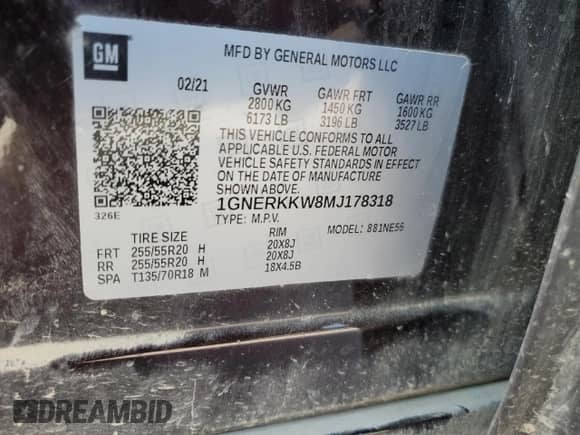 GM
MFD BY GENERAL MOTORS LLC
02/21 GVWR GAWR FRT GAWR RR
2800 KG 1450 KG 1600 KG
6173 LB 3196 LB 3527 LB
THIS VEHICLE CONFORMS TO ALL
APPLICABLE U.S. FEDERAL MOTOR
VEHICLE SAFETY STANDARDS IN EFFECT
ON THE DATE OF MANUFACTURE
SHOWN ABOVE.
326E
1GNERKKW8MJ178318
TYPE: M.P.V. MODEL: 881NE56
TIRE SIZE RIM
FRT 255/55R20 H 20X8J
RR 255/55R20 H 20X8J
SPA T135/70R18 M 18X4.5B
DREAMBID